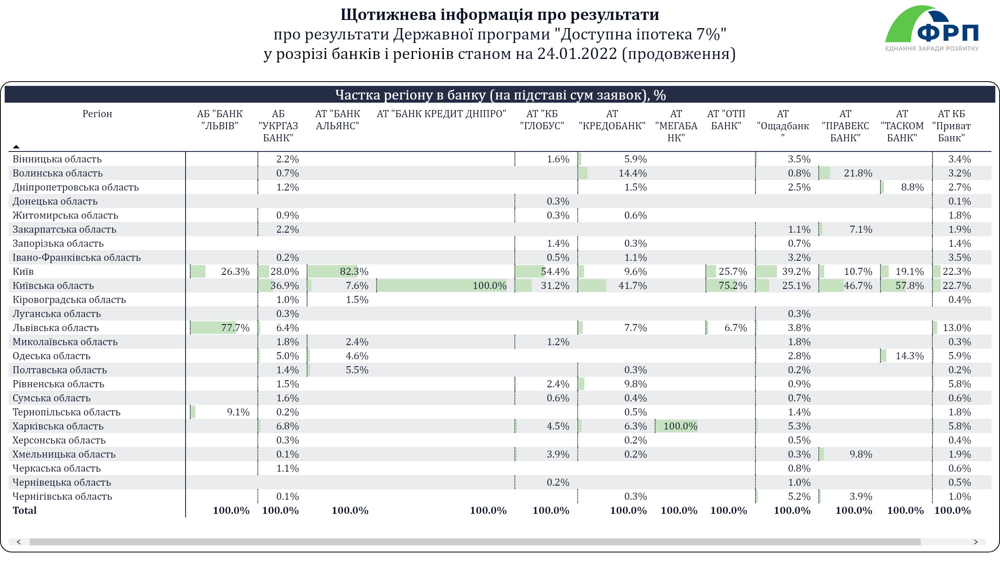 Щотижнева інформація про результати
про результати Державної програми "Доступна іпотека 7%"
у розрізі банків і регіонів станом на 24.01.2022 (продовження)
ФРП
ЄДНАННЯ ЗАРАДИ РОЗВИТКУ
Частка регіону в банку (на підставі сум заявок), %
Регіон АБ "БАНК АБ АТ "БАНК АТ "БАНК КРЕДИТ ДНІПРО" АТ "КБ АТ АТ АТ "ОТП АТ АТ АТ АТ КБ
"ЛЬВІВ" "УКРГАЗ АЛЬЯНС" "ГЛОБУС" "КРЕДОБАНК" "МЕГАБА БАНК" "Ощадбанк "ПРАВЕКС "ТАСКОМ "Приват
БАНК" НК" " БАНК" БАНК" Банк"
Вінницька область 2.2% 1.6% 5.9% 3.5% 3.4%
Волинська область 0.7% 14.4% 0.8% 21.8% 3.2%
Дніпропетровська область 1.2% 1.5% 2.5% 8.8% 2.7%
Донецька область 0.3% 0.1%
Житомирська область 0.9% 0.3% 0.6% 1.8%
Закарпатська область 2.2% 1.1% 7.1% 1.9%
Запорізька область 1.4% 0.3% 0.7% 1.4%
Івано-Франківська область 0.2% 0.5% 1.1% 3.2% 3.5%
Київ 26.3% 28.0% 82.3% 54.4% 9.6% 25.7% 39.2% 10.7% 19.1% 22.3%
Київська область 36.9% 7.6% 100.0% 31.2% 41.7% 75.2% 25.1% 46.7% 57.8% 22.7%
Кіровоградська область 1.0% 1.5% 0.4%
Луганська область 0.3% 0.3%
Львівська область 77.7% 6.4% 7.7% 6.7% 3.8% 13.0%
Миколаївська область 1.8% 2.4% 1.2% 1.8% 0.3%
Одеська область 5.0% 4.6% 2.8% 14.3% 5.9%
Полтавська область 1.4% 5.5% 0.3% 0.2% 0.2%
Рівненська область 1.5% 2.4% 9.8% 0.9% 5.8%
Сумська область 1.6% 0.6% 0.4% 0.7% 0.6%
Тернопільська область 9.1% 0.2% 0.5% 1.4% 1.8%
Харківська область 6.8% 4.5% 6.3% 100.0% 5.3% 5.8%
Херсонська область 0.3% 0.2% 0.5% 0.4%
Хмельницька область 0.1% 3.9% 0.2% 0.3% 9.8% 1.9%
Черкаська область 1.1% 0.8% 0.6%
Чернівецька область 0.2% 1.0% 0.5%
Чернігівська область 0.1% 0.3% 5.2% 3.9% 1.0%
Total 100.0% 100.0% 100.0% 100.0% 100.0% 100.0% 100.0% 100.0% 100.0% 100.0% 100.0% 100.0%